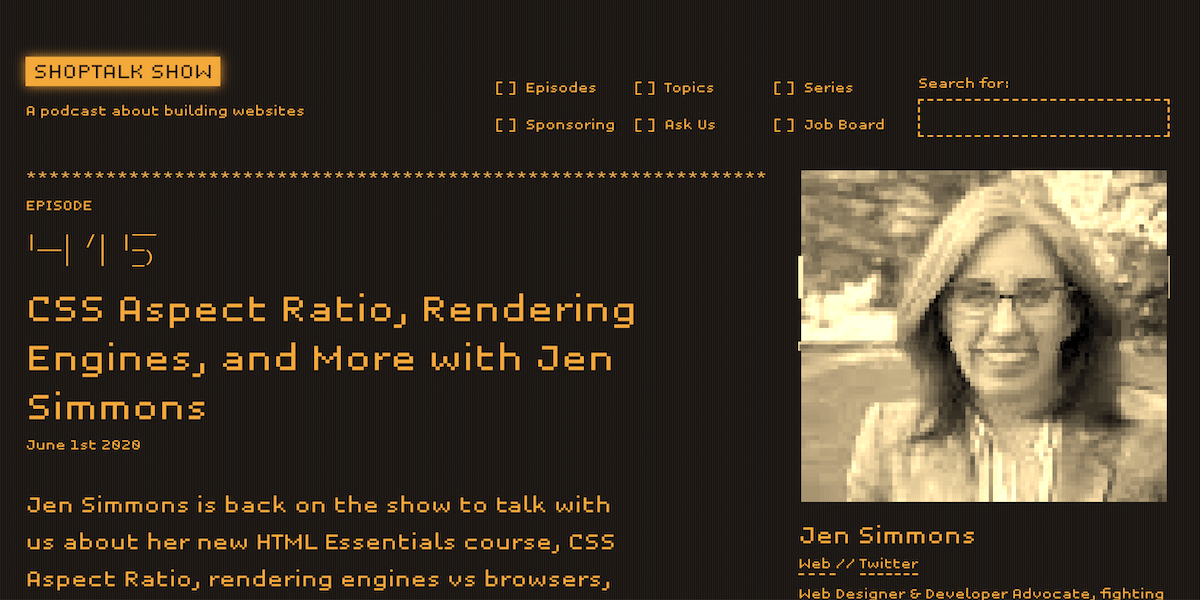 SHOPTALK SHOW
A podcast about building websites
[ ] Episodes [ ] Topics [ ] Series
[ ] Sponsoring [ ] Ask Us [ ] Job Board
Search for:
***************************************************************
EPISODE
415
CSS Aspect Ratio, Rendering
Engines, and More with Jen
Simmons
June 1st 2020
Jen Simmons is back on the show to talk with
us about her new HTML Essentials course, CSS
Aspect Ratio, rendering engines vs browsers,
Jen Simmons
Web // Twitter
Web Designer & Developer Advocate, fighting